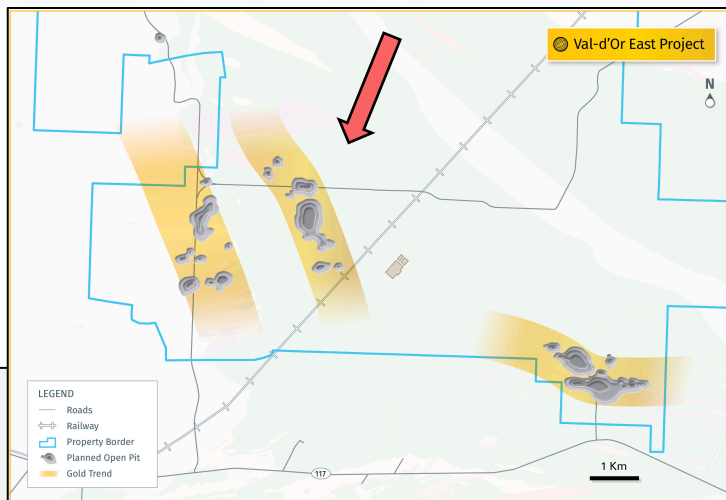 Val-d'Or East Project
N
LEGEND
Roads
Railway
Property Border
Planned Open Pit
Gold Trend
117
1 Km